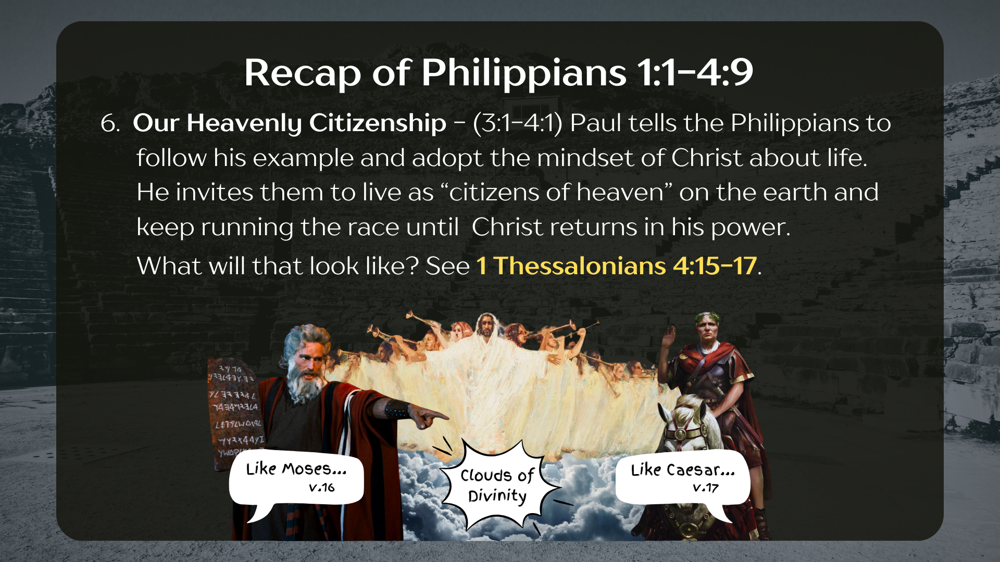 Recap of Philippians 1:1–4:9
6. Our Heavenly Citizenship – (3:1–4:1) Paul tells the Philippians to
follow his example and adopt the mindset of Christ about life.
He invites them to live as “citizens of heaven” on the earth and
keep running the race until  Christ returns in his power.
What will that look like? See 1 Thessalonians 4:15–17.
Like Moses...
v.16
Clouds of
Divinity
Like Caesar...
v.17